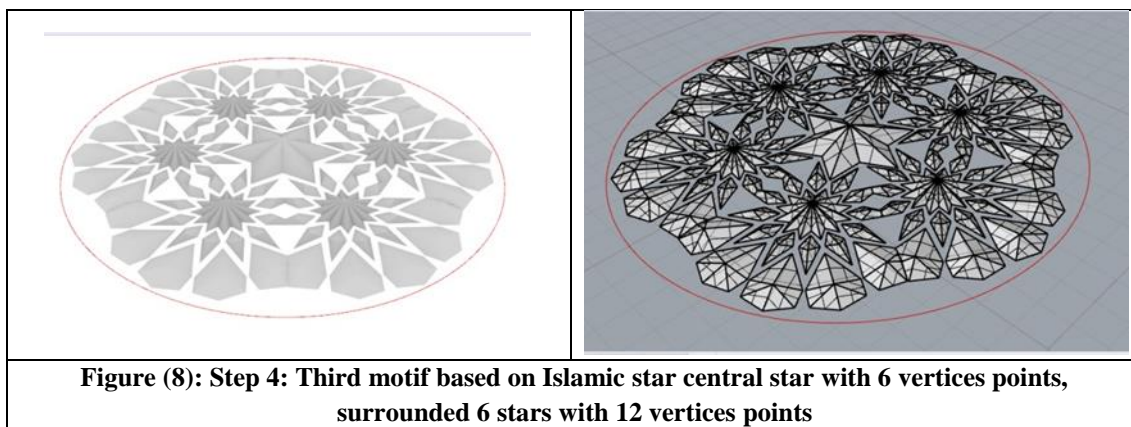 Figure (8): Step 4: Third motif based on Islamic star central star with 6 vertices points,
surrounded 6 stars with 12 vertices points